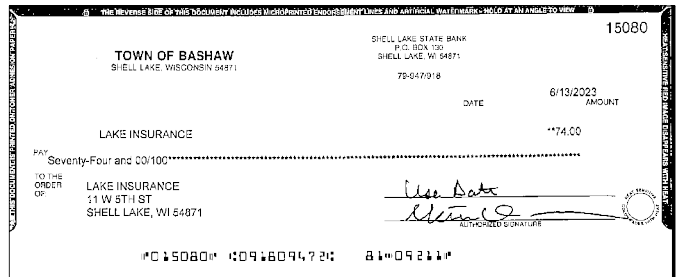 THE REVERSE SIDE OF THIS DOCUMENT INCLUDES MICROPRINTED ENDORSEMENT LINES AND ARTIFICIAL WATERMARK - HOLD AT AN ANGLE TO VIEW
15080
SHELL LAKE STATE BANK
P.O. BOX 130
SHELL LAKE, WI 54871
TOWN OF BASHAW
SHELL LAKE, WISCONSIN 54871
79-947/918
DATE
6/13/2023
AMOUNT
LAKE INSURANCE
**74.00
PAY
Seventy-Four and 00/100
TO THE
ORDER
OF
LAKE INSURANCE
11 W 5TH ST
SHELL LAKE, WI 54871
AUTHORIZED SIGNATURE
⑈015080⑈ ⑆091809472⑆ 81⑈09211⑈